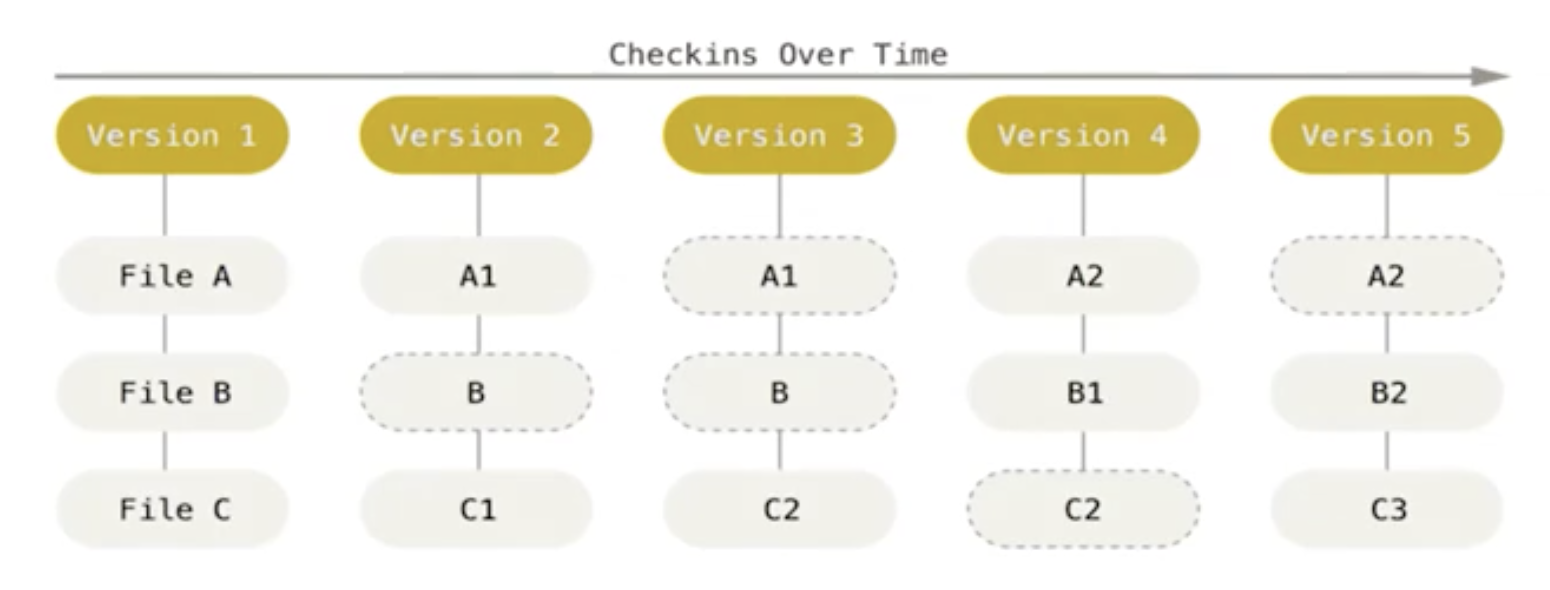 Checkins Over Time
Version 1 Version 2 Version 3 Version 4 Version 5
File A A1 A1 A2 A2
File B B B B1 B2
File C C1 C2 C2 C3